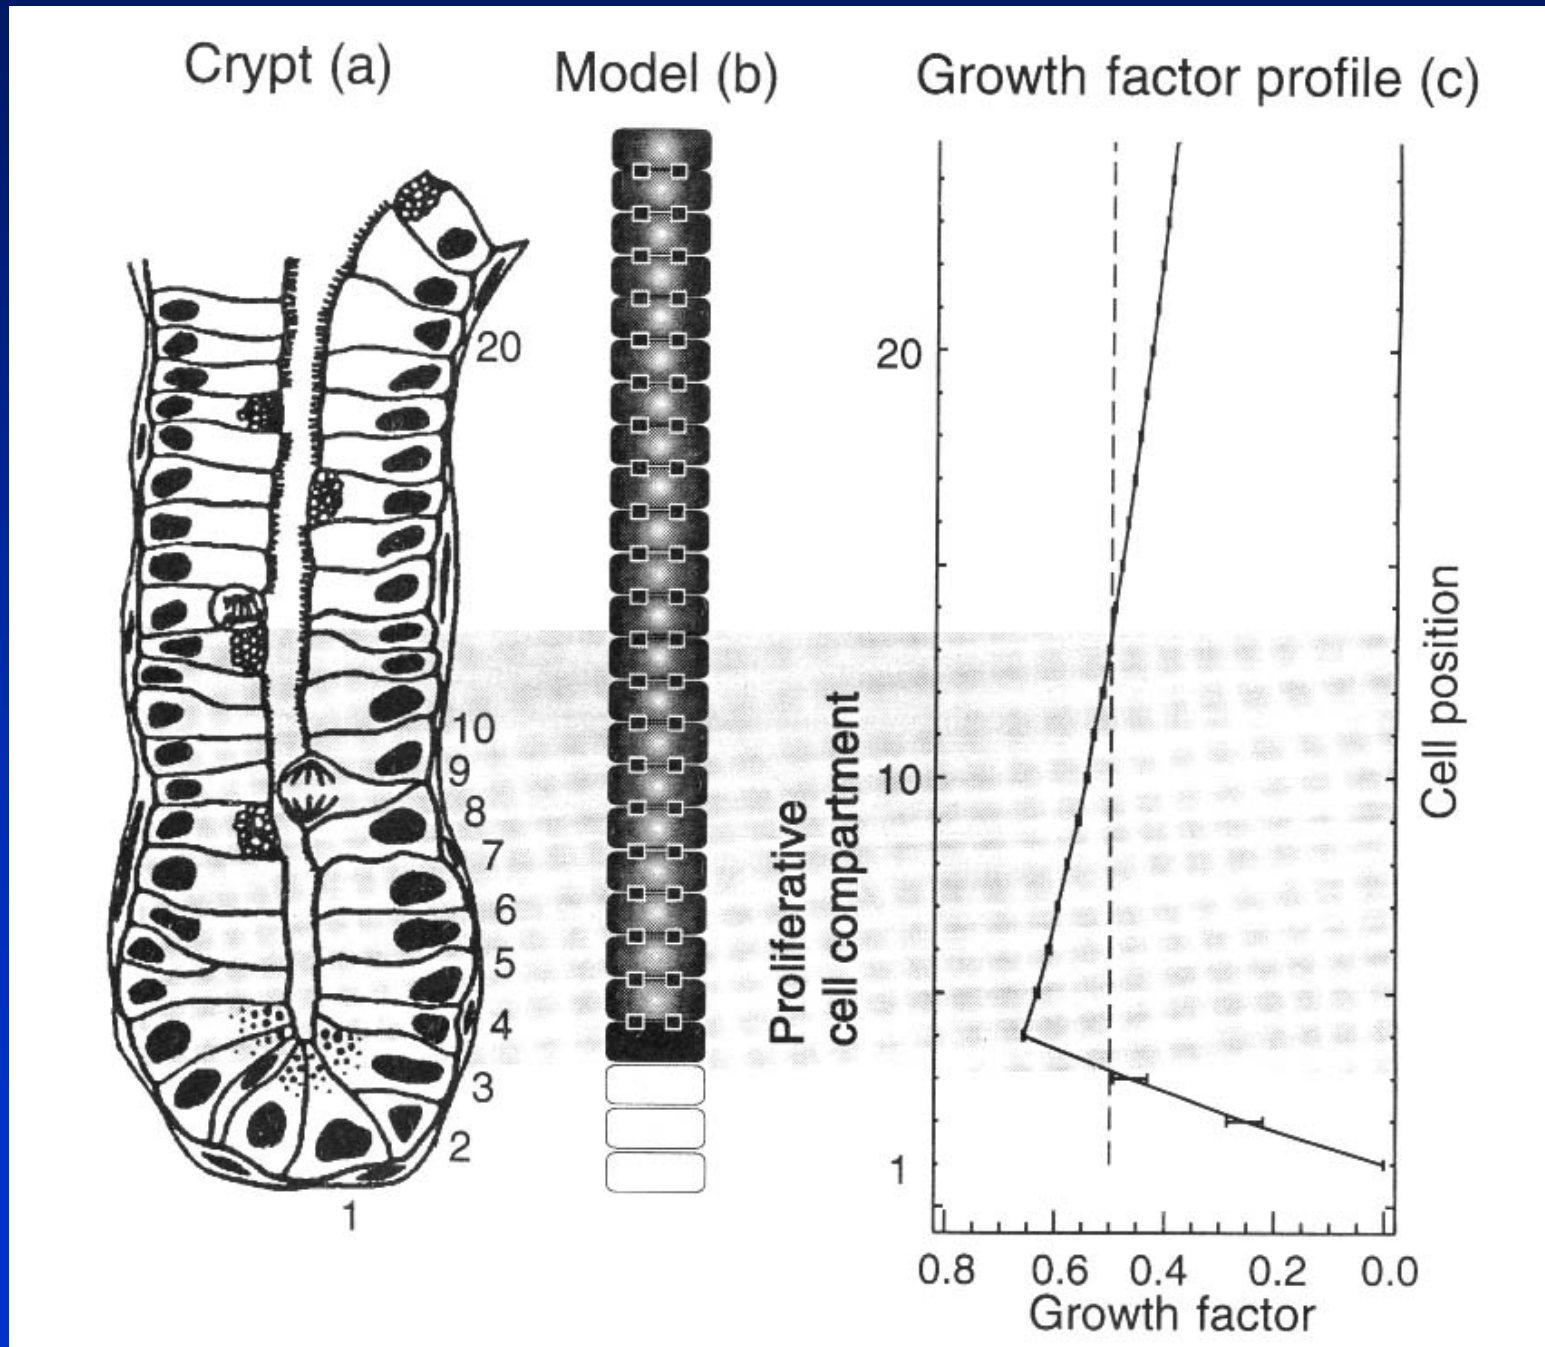 Crypt (a)
Model (b)
Growth factor profile (c)
20
10
9
8
7
6
5
4
3
2
1
Proliferative
cell compartment
20
10
1
0.8 0.6 0.4 0.2 0.0
Growth factor
Cell position